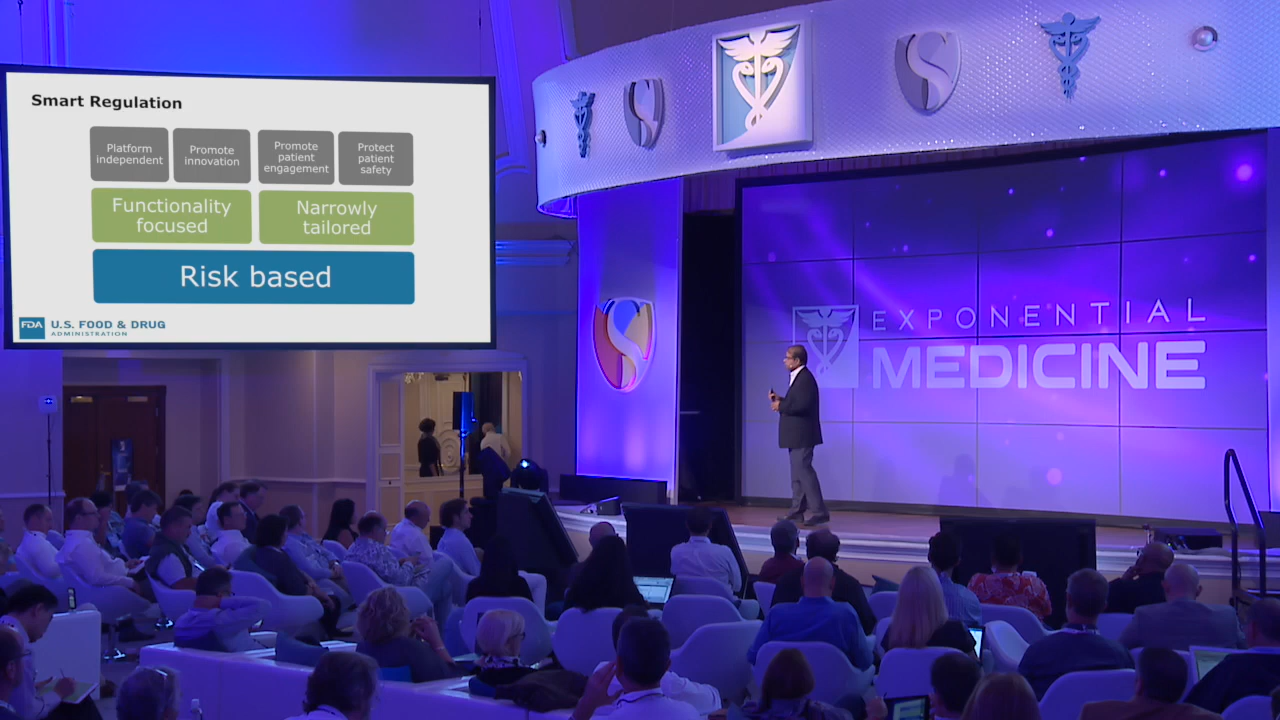 Smart Regulation
Platform
independent
Promote
innovation
Promote
patient
engagement
Protect
patient
safety
Functionality
focused
Narrowly
tailored
Risk based
FDA
U.S. FOOD & DRUG
ADMINISTRATION
EXPONENTIAL
MEDICINE